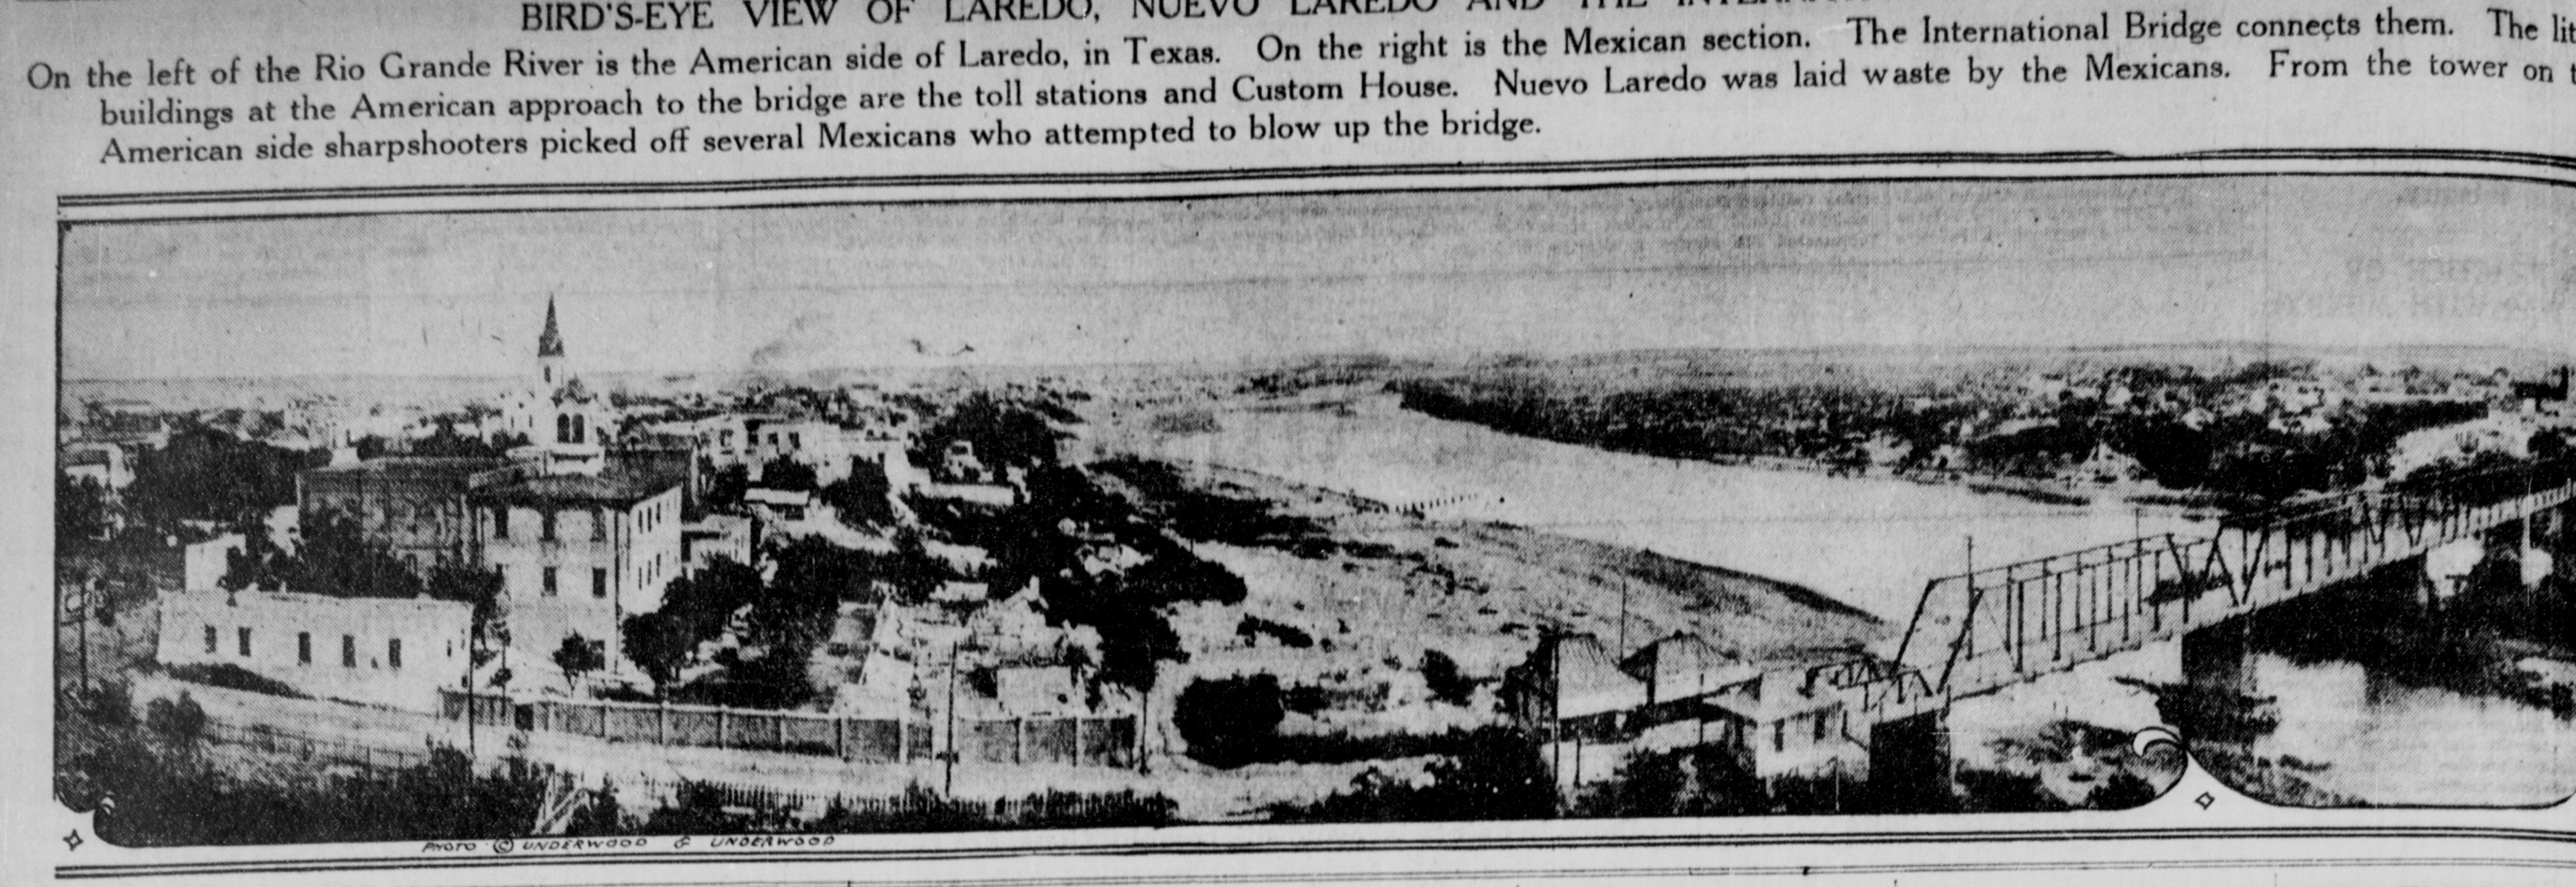 BIRD'S-EYE VIEW OF LAREDO, NUEVO LAREDO AND THE
On the left of the Rio Grande River is the American side of Laredo, in Texas. On the right is the Mexican section. The International Bridge connects them. The
buildings at the American approach to the bridge are the toll stations and Custom House. Nuevo Laredo was laid waste by the Mexicans. From the tower on
American side sharpshooters picked off several Mexicans who attempted to blow up the bridge.
PHOTO © UNDERWOOD & UNDERWOOD